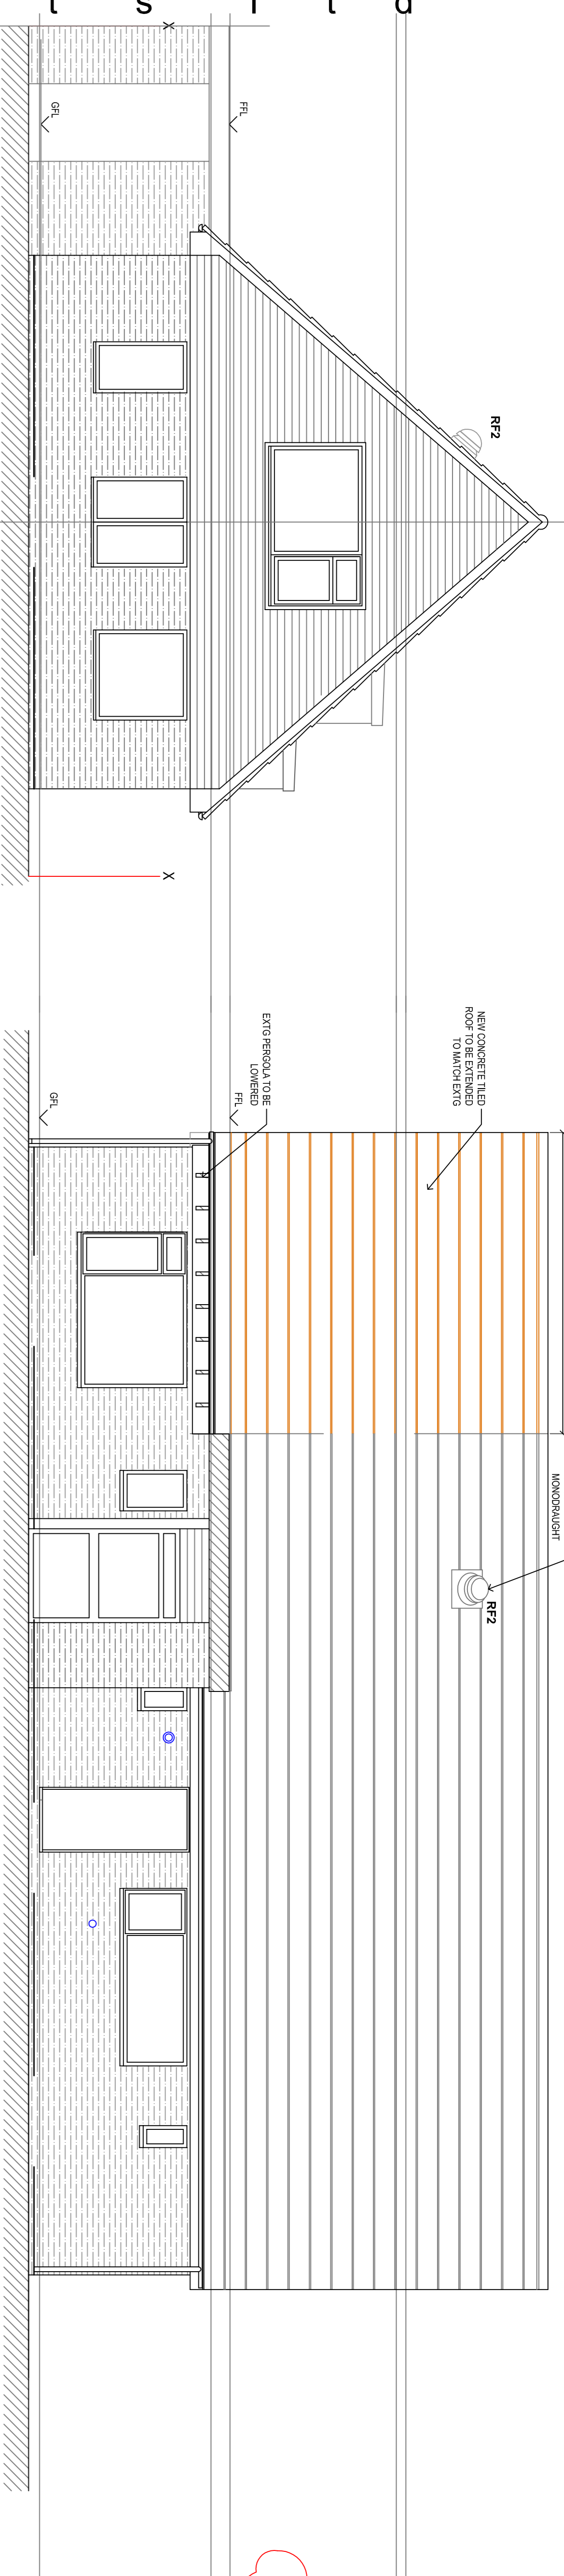 t s r t d
X
GFL
FFL
RF2
X
NEW CONCRETE TILED
ROOF TO BE EXTENDED
TO MATCH EXTG
EXTG PERGOLA TO BE
LOWERED
FFL
GFL
MONODRAUGHT
RF2